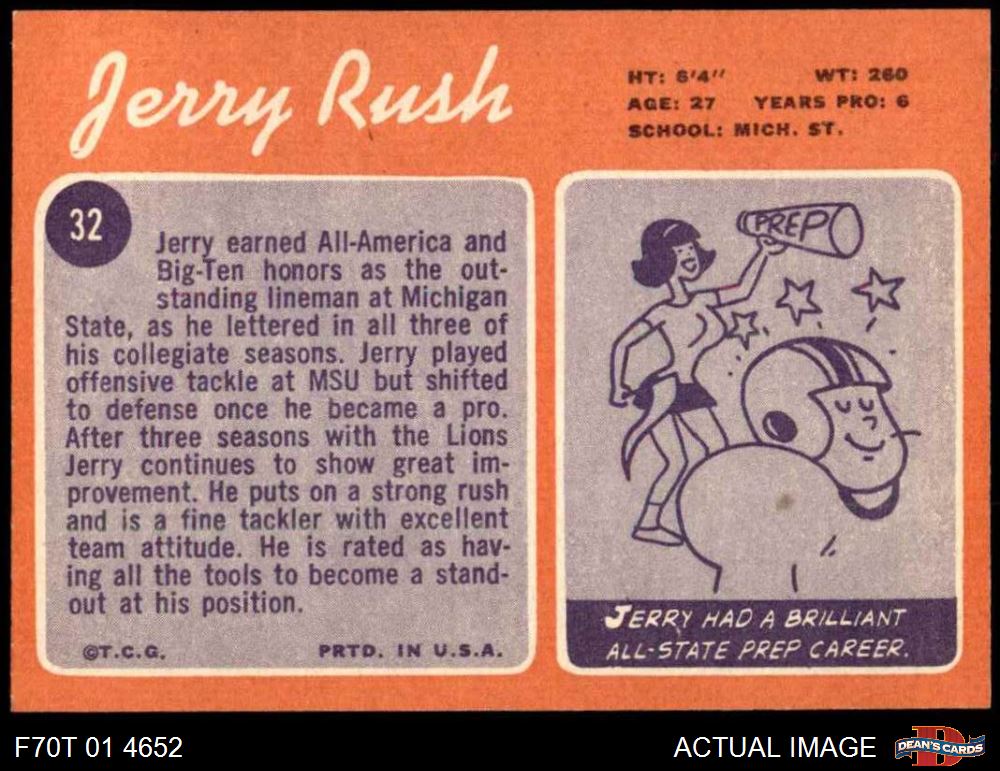 Jerry Rush
HT: 6'4" WT: 260
AGE: 27 YEARS PRO: 6
SCHOOL: MICH. ST.
32
Jerry earned All-America and
Big-Ten honors as the out-
standing lineman at Michigan
State, as he lettered in all three of
his collegiate seasons. Jerry played
offensive tackle at MSU but shifted
to defense once he became a pro.
After three seasons with the Lions
Jerry continues to show great im-
provement. He puts on a strong rush
and is a fine tackler with excellent
team attitude. He is rated as hav-
ing all the tools to become a stand-
out at his position.
©T.C.G. PRTD. IN U.S.A.
PREP
JERRY HAD A BRILLIANT
ALL-STATE PREP CAREER.
F70T 01 4652
ACTUAL IMAGE
D
DEAN'S CARDS